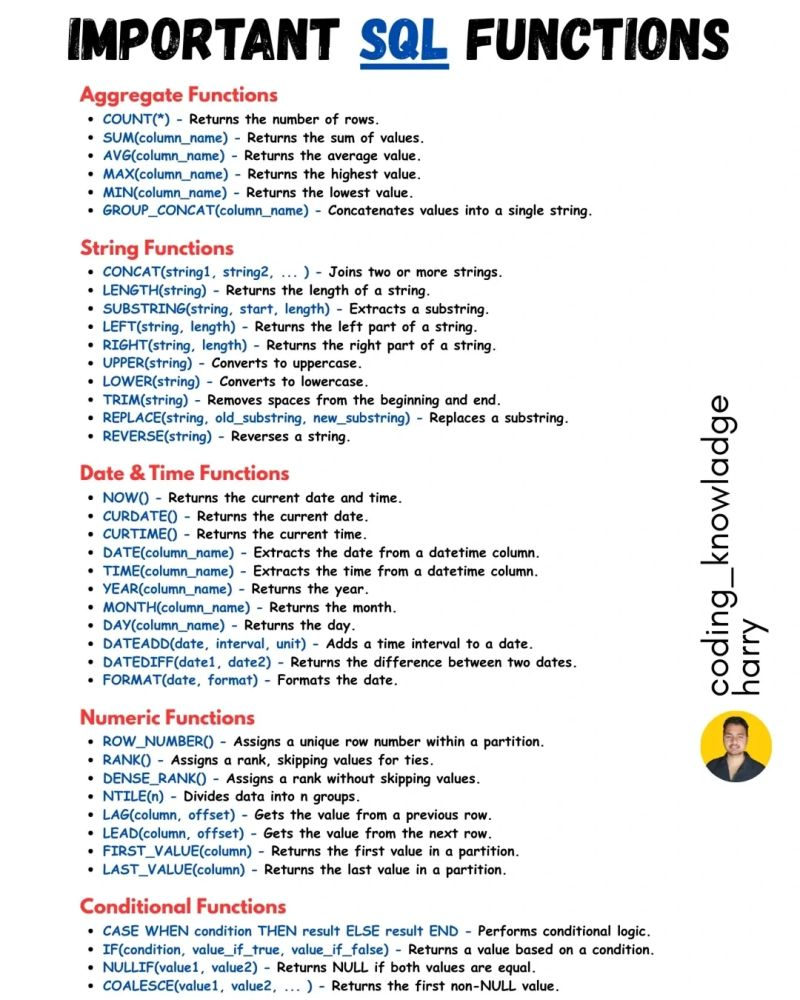 IMPORTANT SQL FUNCTIONS
Aggregate Functions
• COUNT(*) - Returns the number of rows.
• SUM(column_name) - Returns the sum of values.
• AVG(column_name) - Returns the average value.
• MAX(column_name) - Returns the highest value.
• MIN(column_name) - Returns the lowest value.
• GROUP_CONCAT(column_name) - Concatenates values into a single string.
String Functions
• CONCAT(string1, string2, ... ) - Joins two or more strings.
• LENGTH(string) - Returns the length of a string.
• SUBSTRING(string, start, length) - Extracts a substring.
• LEFT(string, length) - Returns the left part of a string.
• RIGHT(string, length) - Returns the right part of a string.
• UPPER(string) - Converts to uppercase.
• LOWER(string) - Converts to lowercase.
• TRIM(string) - Removes spaces from the beginning and end.
• REPLACE(string, old_substring, new_substring) - Replaces a substring.
• REVERSE(string) - Reverses a string.
Date & Time Functions
• NOW() - Returns the current date and time.
• CURDATE() - Returns the current date.
• CURTIME() - Returns the current time.
• DATE(column_name) - Extracts the date from a datetime column.
• TIME(column_name) - Extracts the time from a datetime column.
• YEAR(column_name) - Returns the year.
• MONTH(column_name) - Returns the month.
• DAY(column_name) - Returns the day.
• DATEADD(date, interval, unit) - Adds a time interval to a date.
• DATEDIFF(date1, date2) - Returns the difference between two dates.
• FORMAT(date, format) - Formats the date.
Numeric Functions
• ROW_NUMBER() - Assigns a unique row number within a partition.
• RANK() - Assigns a rank, skipping values for ties.
• DENSE_RANK() - Assigns a rank without skipping values.
• NTILE(n) - Divides data into n groups.
• LAG(column, offset) - Gets the value from a previous row.
• LEAD(column, offset) - Gets the value from the next row.
• FIRST_VALUE(column) - Returns the first value in a partition.
• LAST_VALUE(column) - Returns the last value in a partition.
Conditional Functions
• CASE WHEN condition THEN result ELSE result END - Performs conditional logic.
• IF(condition, value_if_true, value_if_false) - Returns a value based on a condition.
• NULLIF(value1, value2) - Returns NULL if both values are equal.
• COALESCE(value1, value2, ... ) - Returns the first non-NULL value.
coding_knowladge
harry